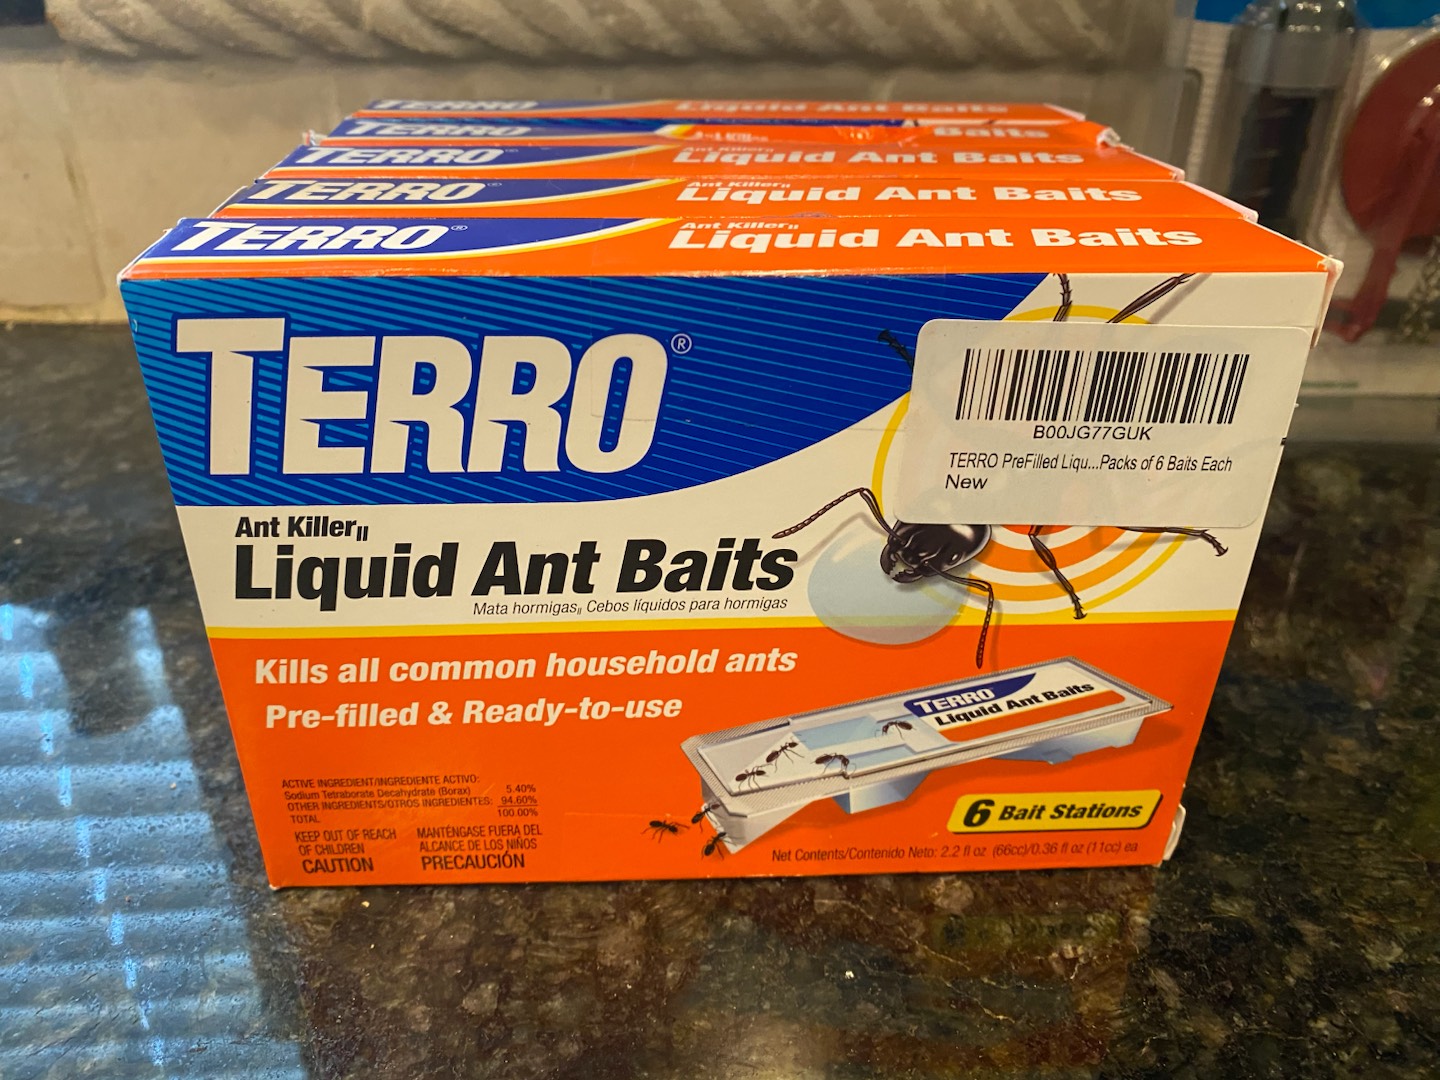 TERRO Liquid Ant Baits
TERRO Baits
TERRO® Ant Killer II
Liquid Ant Baits
TERRO® Ant Killer II
Liquid Ant Baits
TERRO® Ant Killer II
Liquid Ant Baits
TERRO®
B00JG77GUK
TERRO PreFilled Liqu...Packs of 6 Baits Each
New
Ant Killer II
Liquid Ant Baits
Mata hormigas II Cebos líquidos para hormigas
Kills all common household ants
Pre-filled & Ready-to-use
TERRO
Liquid Ant Baits
ACTIVE INGREDIENT/INGREDIENTE ACTIVO:
Sodium Tetraborate Decahydrate (Borax) 5.40%
OTHER INGREDIENTS/OTROS INGREDIENTES: 94.60%
TOTAL 100.00%
KEEP OUT OF REACH
OF CHILDREN
CAUTION
MANTÉNGASE FUERA DEL
ALCANCE DE LOS NIÑOS
PRECAUCIÓN
6 Bait Stations
Net Contents/Contenido Neto: 2.2 fl oz (66cc)/0.36 fl oz (11cc) ea